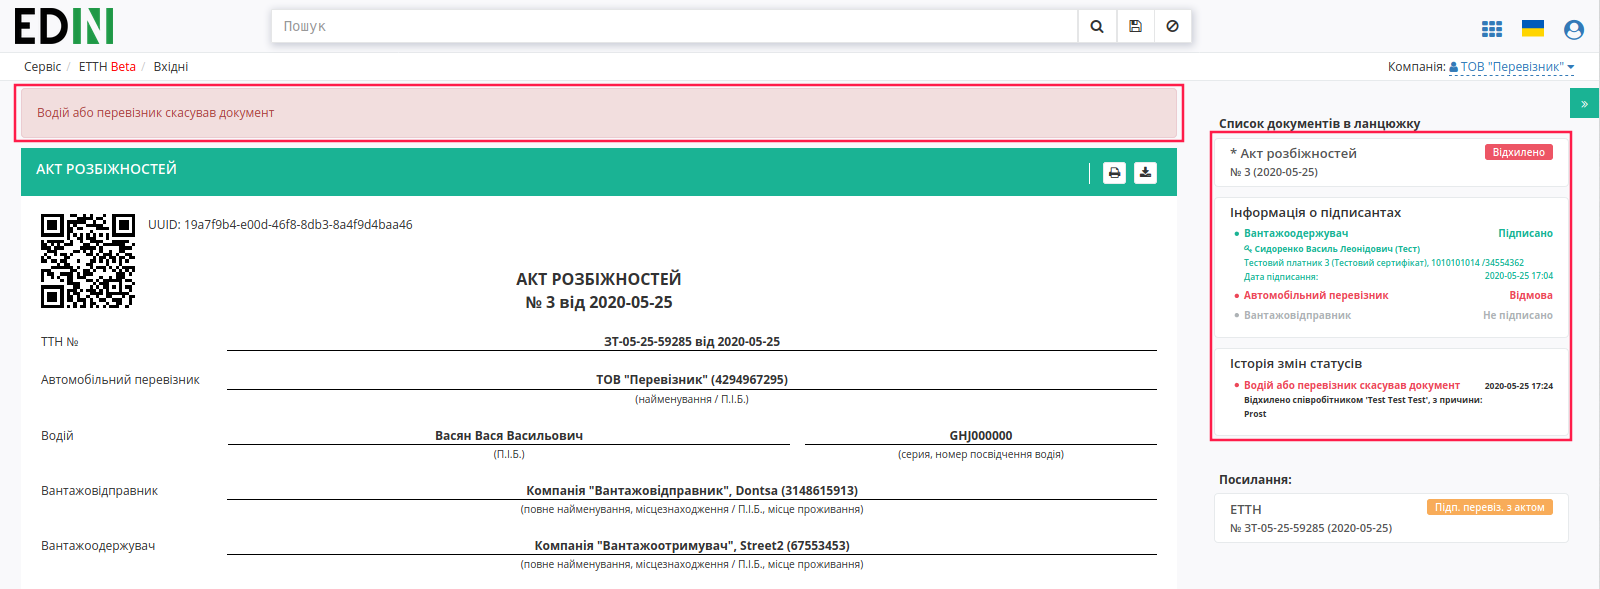 EDIN
Пошук
Сервіс / ЕТТН Beta / Вхідні
Компанія: ТОВ "Перевізник"
Водій або перевізник скасував документ
АКТ РОЗБІЖНОСТЕЙ
UUID: 19a7f9b4-e00d-46f8-8db3-8a4f9d4baa46
АКТ РОЗБІЖНОСТЕЙ
№ 3 від 2020-05-25
ТТН №
ЗТ-05-25-59285 від 2020-05-25
Автомобільний перевізник
ТОВ "Перевізник" (4294967295)
(найменування / П.І.Б.)
Водій
Васян Вася Васильович
GHJ000000
(П.І.Б.)
(серия, номер посвідчення водія)
Вантажовідправник
Компанія "Вантажовідправник", Dontsa (3148615913)
(повне найменування, місцезнаходження / П.І.Б., місце проживання)
Вантажоодержувач
Компанія "Вантажоотримувач", Street2 (67553453)
(повне найменування, місцезнаходження / П.І.Б., місце проживання)
»
Список документів в ланцюжку
* Акт розбіжностей
Відхилено
№ 3 (2020-05-25)
Інформація о підписантах
Вантажоодержувач Підписано
Сидоренко Василь Леонідович (Тест)
Тестовий платник 3 (Тестовий сертифікат), 1010101014 /34554362
Дата підписання: 2020-05-25 17:04
Автомобільний перевізник Відмова
Вантажовідправник Не підписано
Історія змін статусів
Водій або перевізник скасував документ 2020-05-25 17:24
Відхилено співробітником 'Test Test Test', з причини:
Prost
Посилання:
ЕТТН
Підп. перевіз. з актом
№ ЗТ-05-25-59285 (2020-05-25)